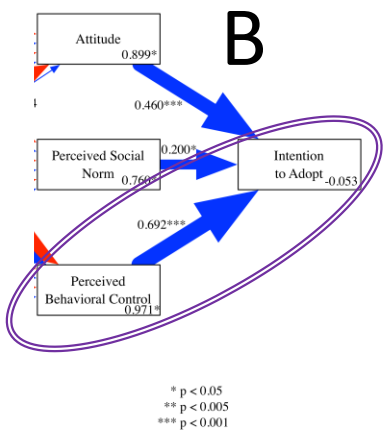 B
Attitude
0.899*
0.460***
0.200*
Perceived Social
Norm
0.760*
Intention
to Adopt
-0.053
0.692***
Perceived
Behavioral Control
0.971*
* p < 0.05
** p < 0.005
*** p < 0.001